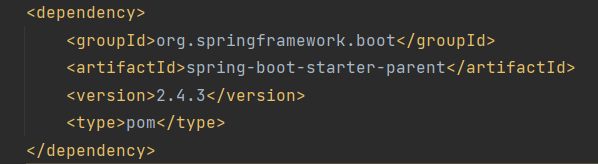 <dependency>
<groupId>org.springframework.boot</groupId>
<artifactId>spring-boot-starter-parent</artifactId>
<version>2.4.3</version>
<type>pom</type>
</dependency>